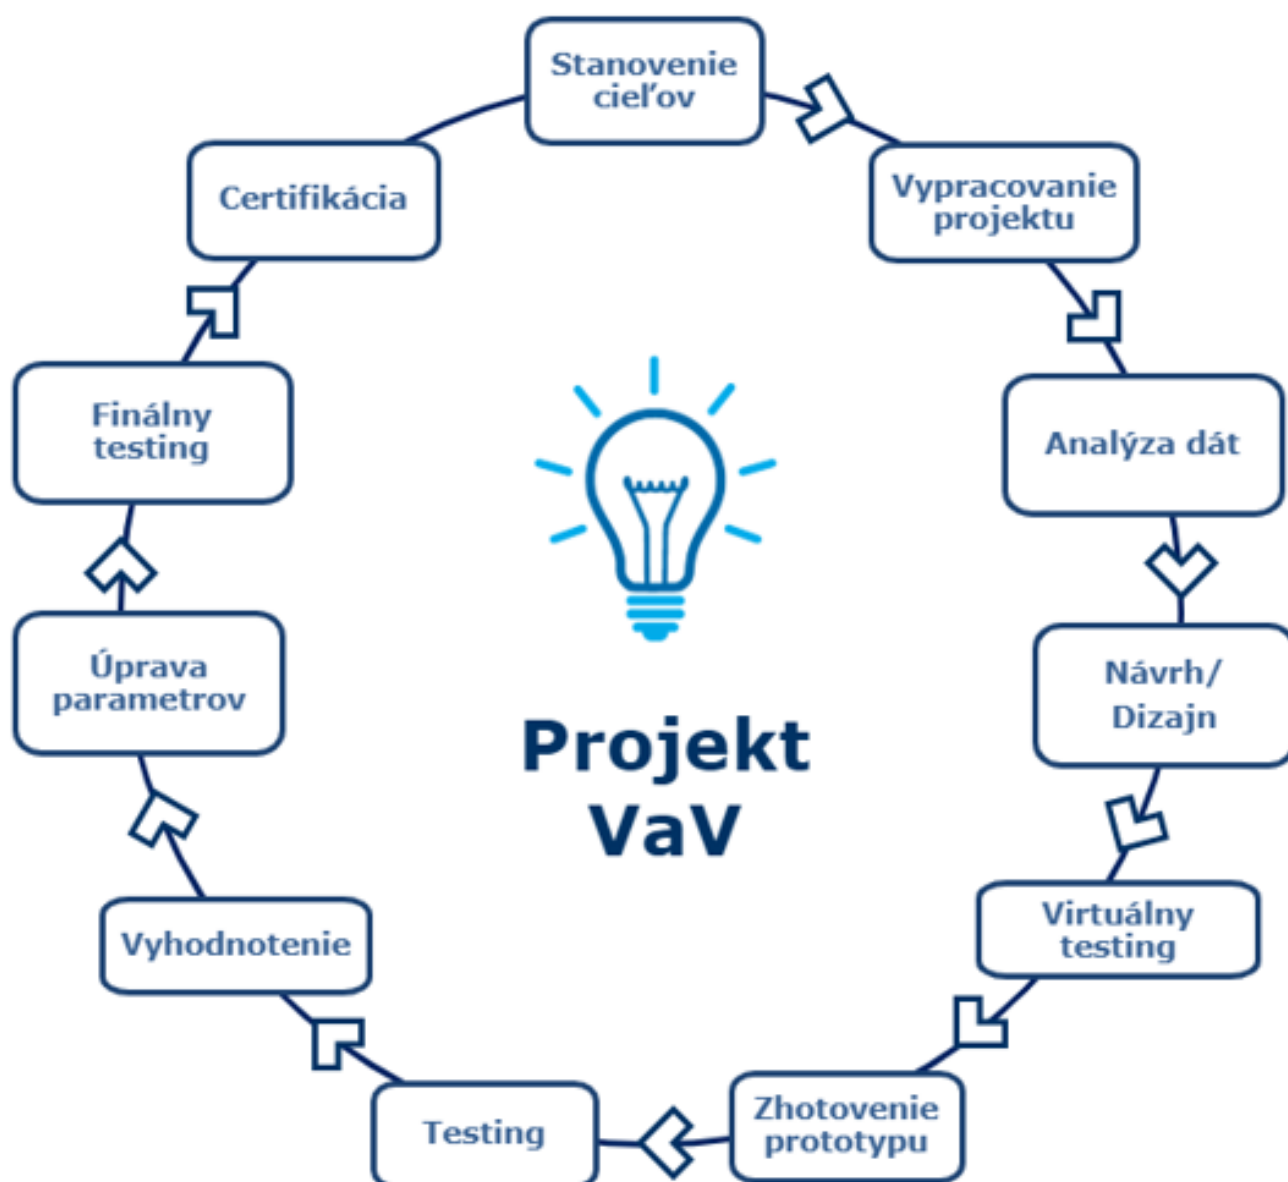 Stanovenie
cieľov
Vypracovanie
projektu
Analýza dát
Návrh/
Dizajn
Virtuálny
testing
Zhotovenie
prototypu
Testing
Vyhodnotenie
Úprava
parametrov
Finálny
testing
Certifikácia
Projekt
VaV